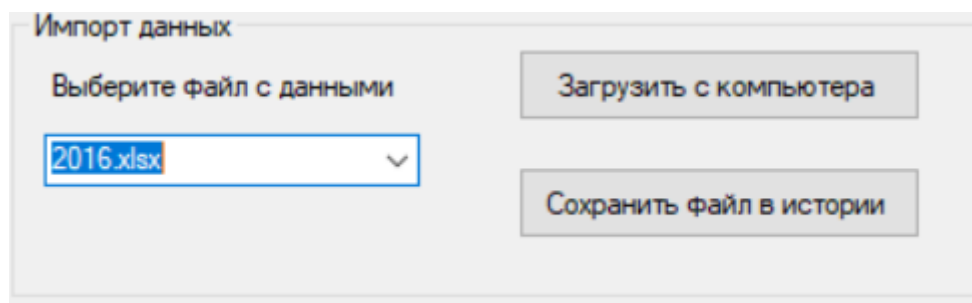 Импорт данных
Выберите файл с данными
Загрузить с компьютера
2016.xlsx
Сохранить файл в истории